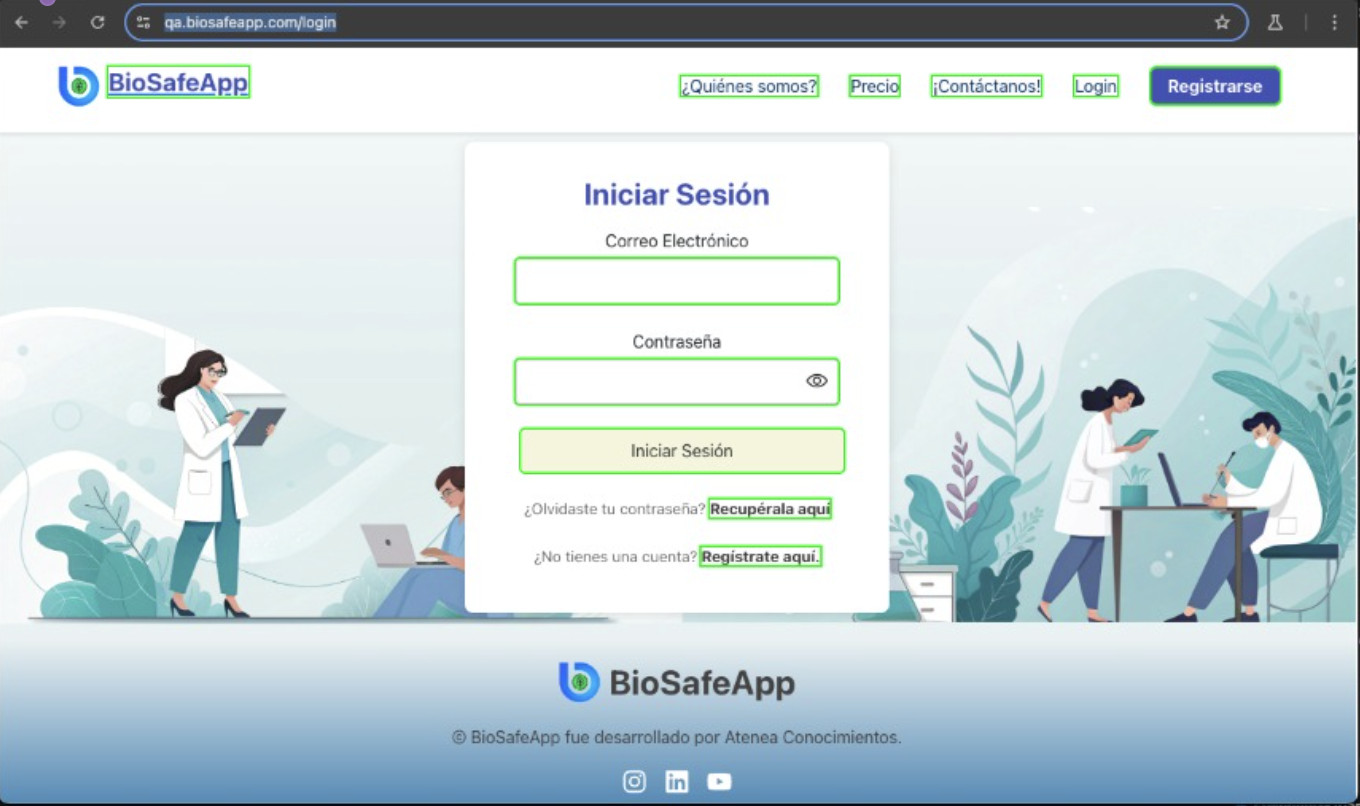 qa.biosafeapp.com/login
BioSafeApp ¿Quiénes somos? Precio ¡Contáctanos! Login Registrarse
Iniciar Sesión
Correo Electrónico
Contraseña
Iniciar Sesión
¿Olvidaste tu contraseña? Recupérala aquí
¿No tienes una cuenta? Regístrate aquí.
BioSafeApp
© BioSafeApp fue desarrollado por Atenea Conocimientos.
in